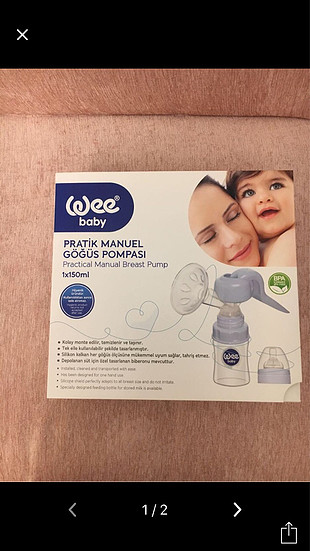 wee®
baby
PRATİK MANUEL
GÖĞÜS POMPASI
Practical Manual Breast Pump
1x150ml
BPA
• Kolay monte edilir, temizlenir ve taşınır.
• Tek elle kullanılabilir şekilde tasarlanmıştır.
• Silikon kalkan her göğüs ölçüsüne mükemmel uyum sağlar, tahriş etmez.
• Depolanan süt için özel tasarlanan biberonu mevcuttur.
• Installed, cleaned and transported with ease.
• Has been designed for one hand use.
• Silicone shield perfectly adapts to all breast size and do not irritate.
• Specially designed feeding bottle for stored milk is available.
wee
baby
1 / 2